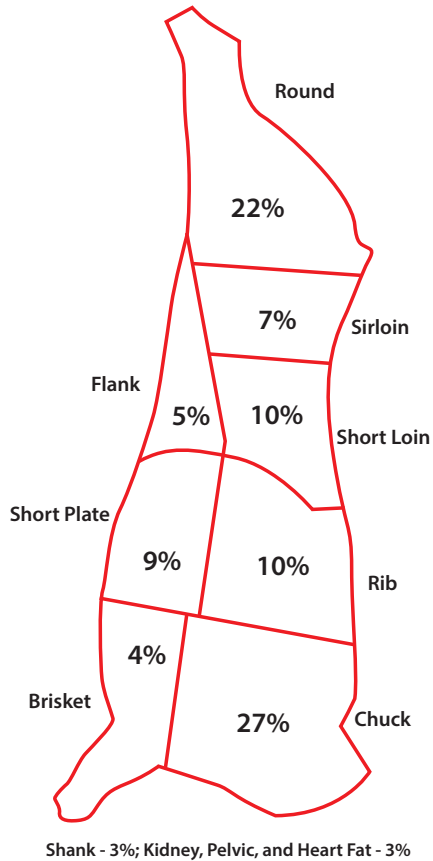 Round
22%
7%
Sirloin
Flank
5%
10%
Short Loin
Short Plate
9%
10%
Rib
4%
Brisket
27%
Chuck
Shank - 3%; Kidney, Pelvic, and Heart Fat - 3%